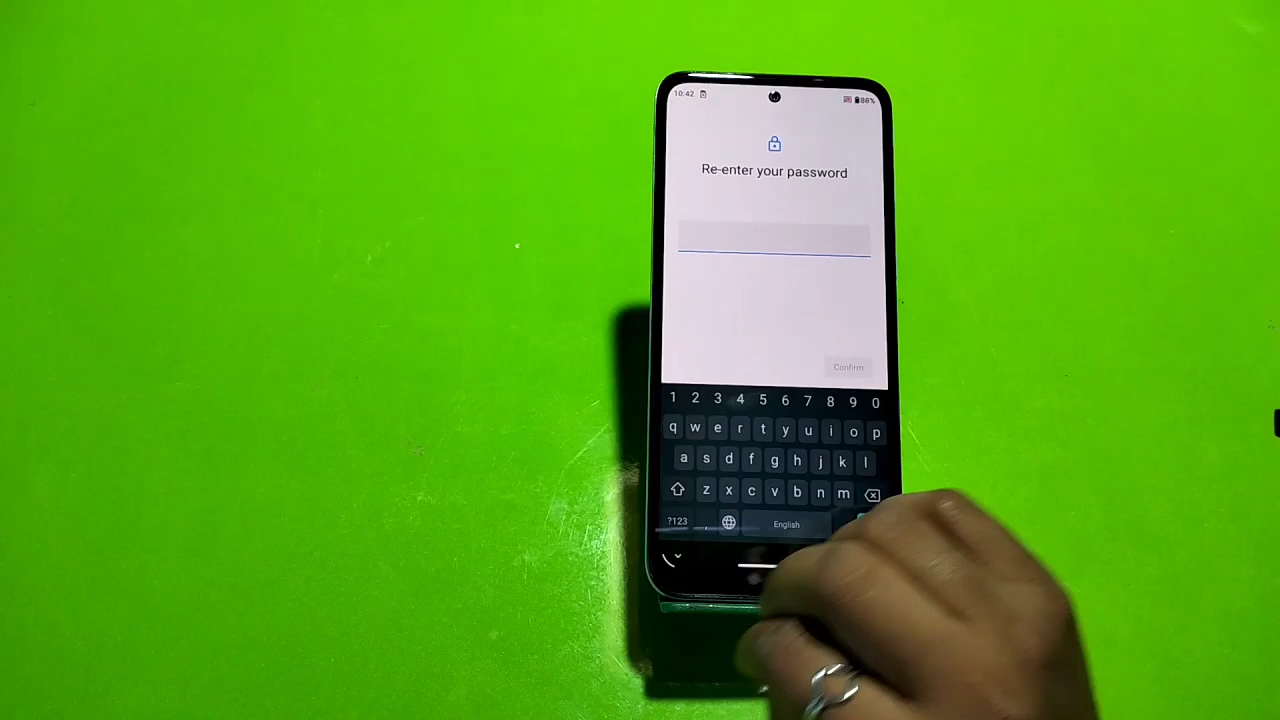 10:42 88%
Re-enter your password
Confirm
1 2 3 4 5 6 7 8 9 0
q w e r t y u i o p
a s d f g h j k l
z x c v b n m
?123 , English